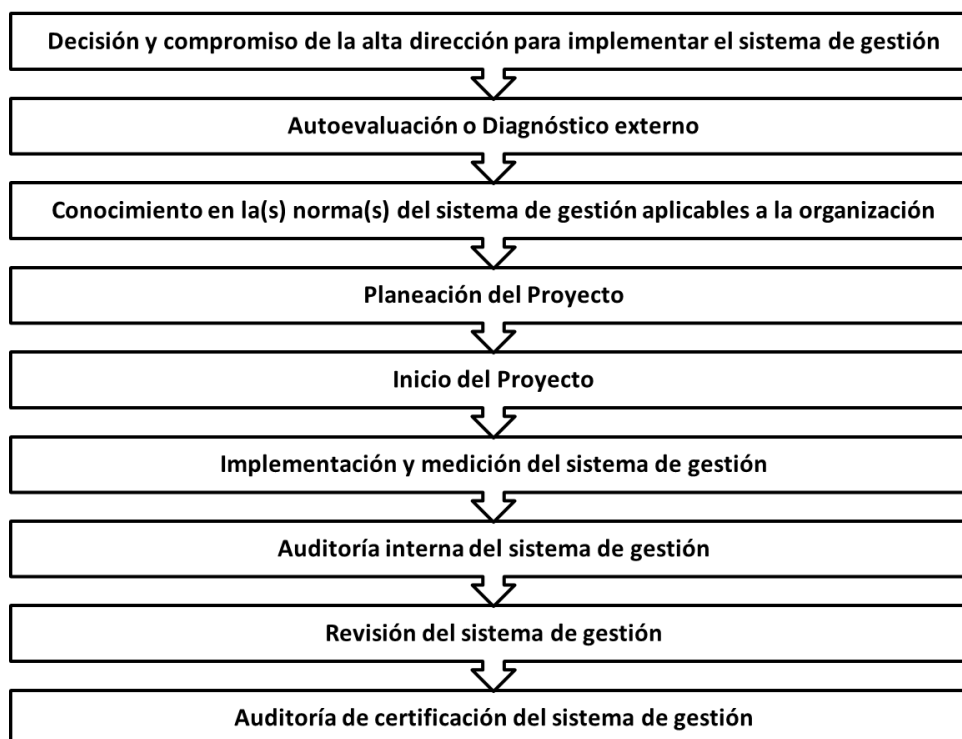 Decisión y compromiso de la alta dirección para implementar el sistema de gestión
Autoevaluación o Diagnóstico externo
Conocimiento en la(s) norma(s) del sistema de gestión aplicables a la organización
Planeación del Proyecto
Inicio del Proyecto
Implementación y medición del sistema de gestión
Auditoría interna del sistema de gestión
Revisión del sistema de gestión
Auditoría de certificación del sistema de gestión